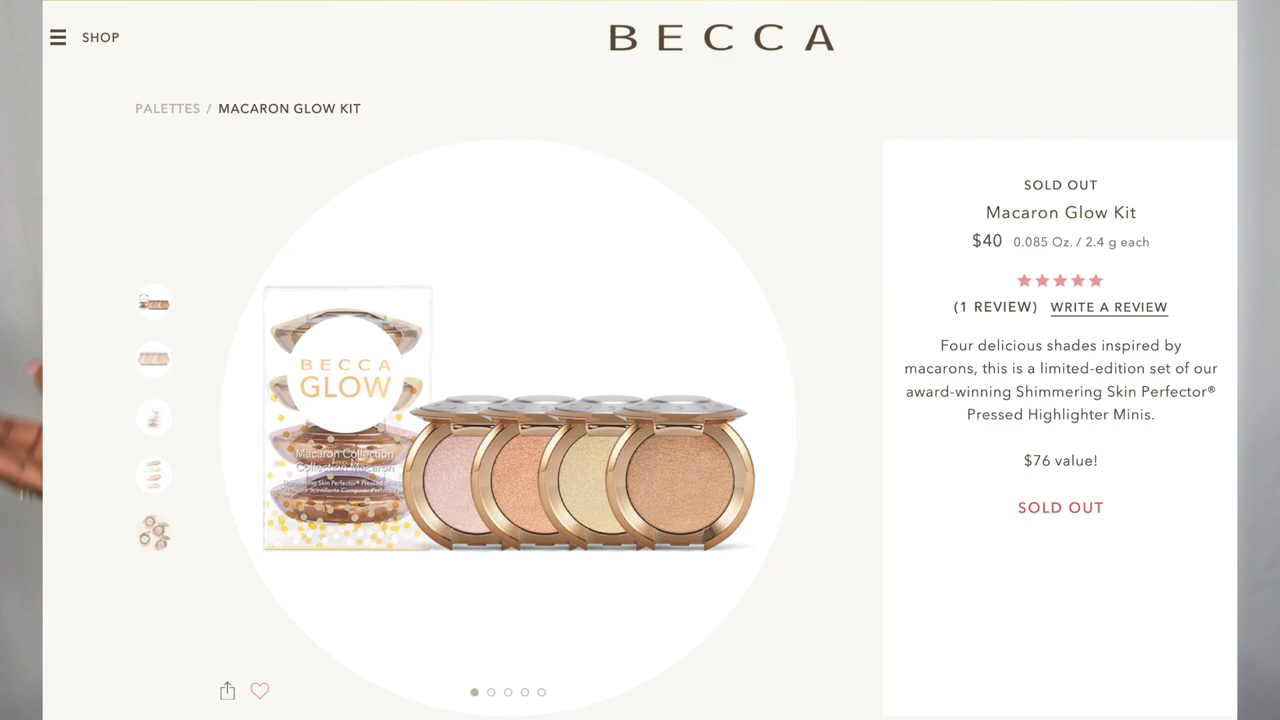 SHOP
BECCA
PALETTES / MACARON GLOW KIT
BECCA
GLOW
Macaron Collection
Collection Macaron
SOLD OUT
Macaron Glow Kit
$40 0.085 Oz. / 2.4 g each
(1 REVIEW) WRITE A REVIEW
Four delicious shades inspired by
macarons, this is a limited-edition set of our
award-winning Shimmering Skin Perfector®
Pressed Highlighter Minis.
$76 value!
SOLD OUT